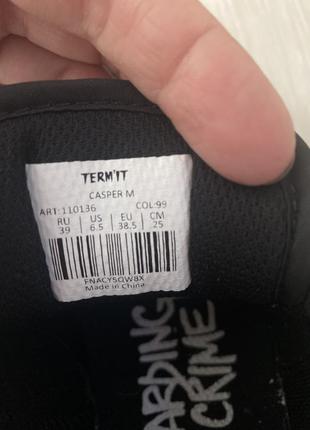 TERM'IT
CASPER M
ART:110136 COL:99
RU US EU CM
39 6.5 38.5 25
FNACY5QW8X
Made in China
ARDING
CRIME